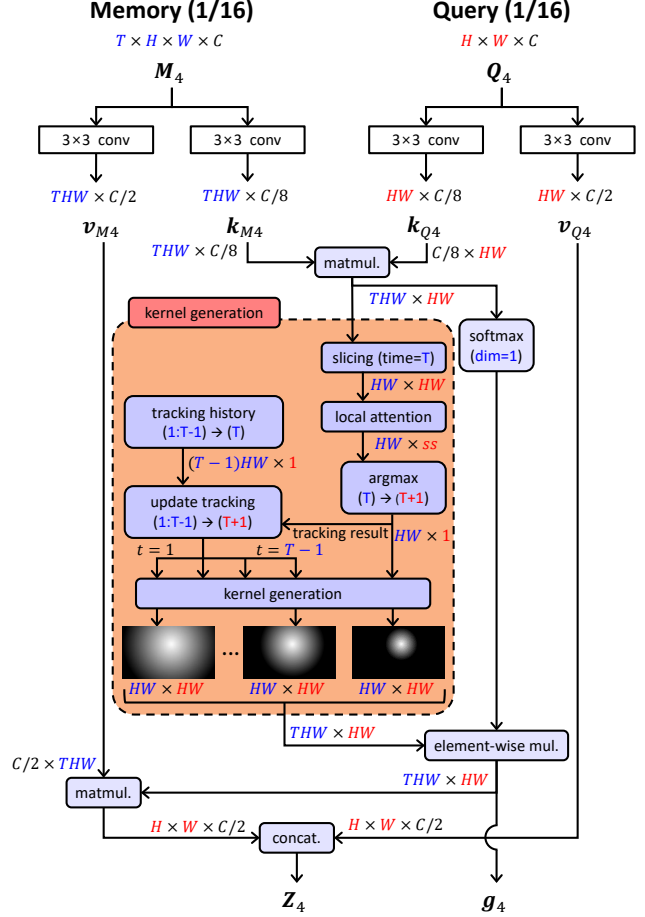 Memory (1/16) Query (1/16)
T × H × W × C H × W × C
M4 Q4
3×3 conv 3×3 conv 3×3 conv 3×3 conv
THW × C/2 THW × C/8 HW × C/8 HW × C/2
vM4 kM4 kQ4 vQ4
THW × C/8 matmul. C/8 × HW
THW × HW
kernel generation
softmax
(dim=1)
slicing (time=T)
HW × HW
tracking history
(1:T-1) → (T)
local attention
HW × ss
(T − 1)HW × 1
argmax
(T) → (T+1)
update tracking
(1:T-1) → (T+1)
tracking result
HW × 1
t = 1 t = T − 1
kernel generation
...
HW × HW HW × HW HW × HW
THW × HW
element-wise mul.
C/2 × THW
THW × HW
matmul.
H × W × C/2 H × W × C/2
concat.
Z4 g4